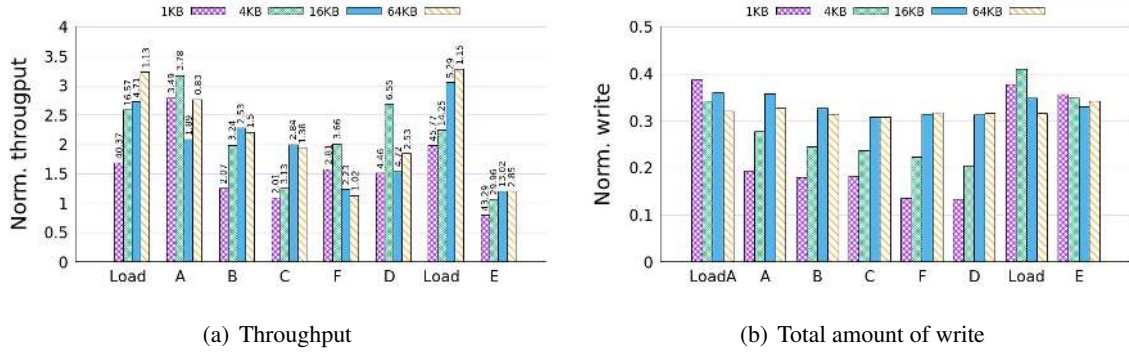 1KB 4KB 16KB 64KB
Norm. througput
4
3.5
3
2.5
2
1.5
1
0.5
0
40.37 16.57 4.71 1.13
3.49 3.78 1.89 0.83
2.07 3.24 2.53 1.5
2.01 3.13 2.84 1.38
2.81 3.66 2.23 1.02
4.46 6.55 4.72 2.53
45.77 14.25 5.29 1.15
43.29 29.96 13.02 2.85
Load A B C F D Load E
(a) Throughput
1KB 4KB 16KB 64KB
Norm. write
0.5
0.4
0.3
0.2
0.1
0
LoadA A B C F D Load E
(b) Total amount of write